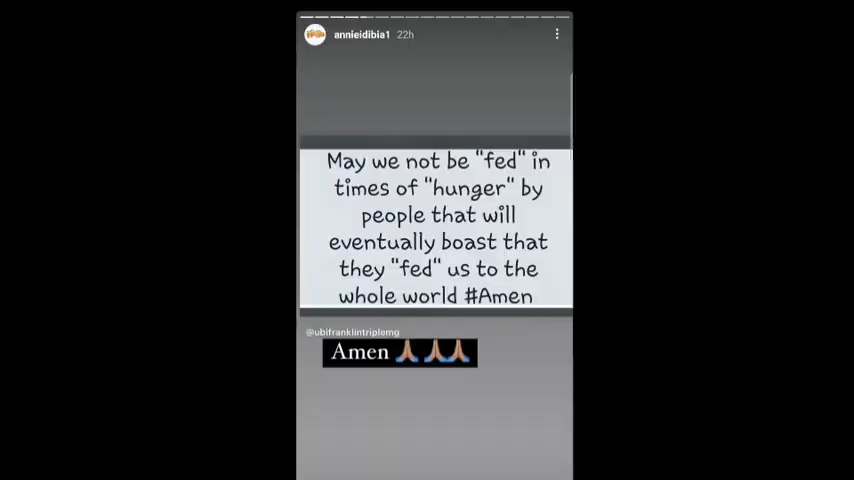 annieidibia1 22h
May we not be "fed" in
times of "hunger" by
people that will
eventually boast that
they "fed" us to the
whole world #Amen
@ubifranklintriplemg
Amen 🙏🏽 🙏🏽🙏🏽